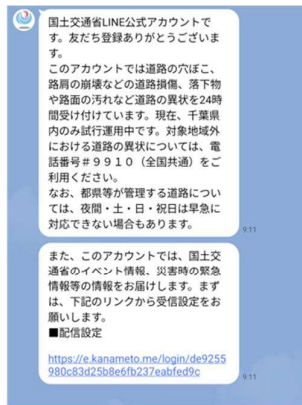 国土交通省LINE公式アカウントで
す。友だち登録ありがとうございま
す。
このアカウントでは道路の穴ぼこ、
路肩の崩壊などの道路損傷、落下物
や路面の汚れなど道路の異状を24時
間受け付けています。現在、千葉県
内のみ試行運用中です。対象地域外
における道路の異状については、電
話番号＃９９１０（全国共通）をご
利用ください。
なお、都県等が管理する道路につい
ては、夜間・土・日・祝日は早急に
対応できない場合もあります。
9:11
また、このアカウントでは、国土交
通省のイベント情報、災害時の緊急
情報等の情報をお届けします。まず
は、下記のリンクから受信設定をお
願いします。
■配信設定
https://e.kanameto.me/login/de9255
980c83d25b8e6fb237eabfed9c
9:11